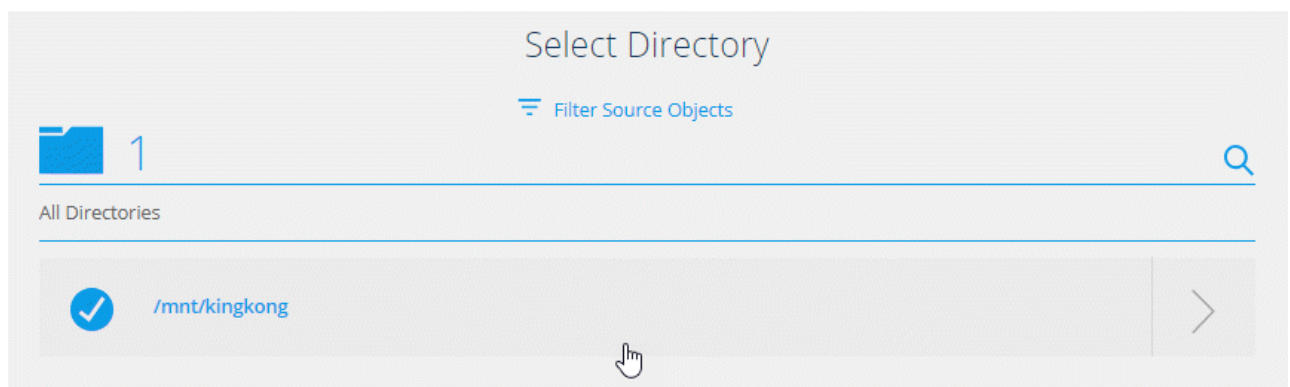 Select Directory
Filter Source Objects
1
All Directories
/mnt/kingkong